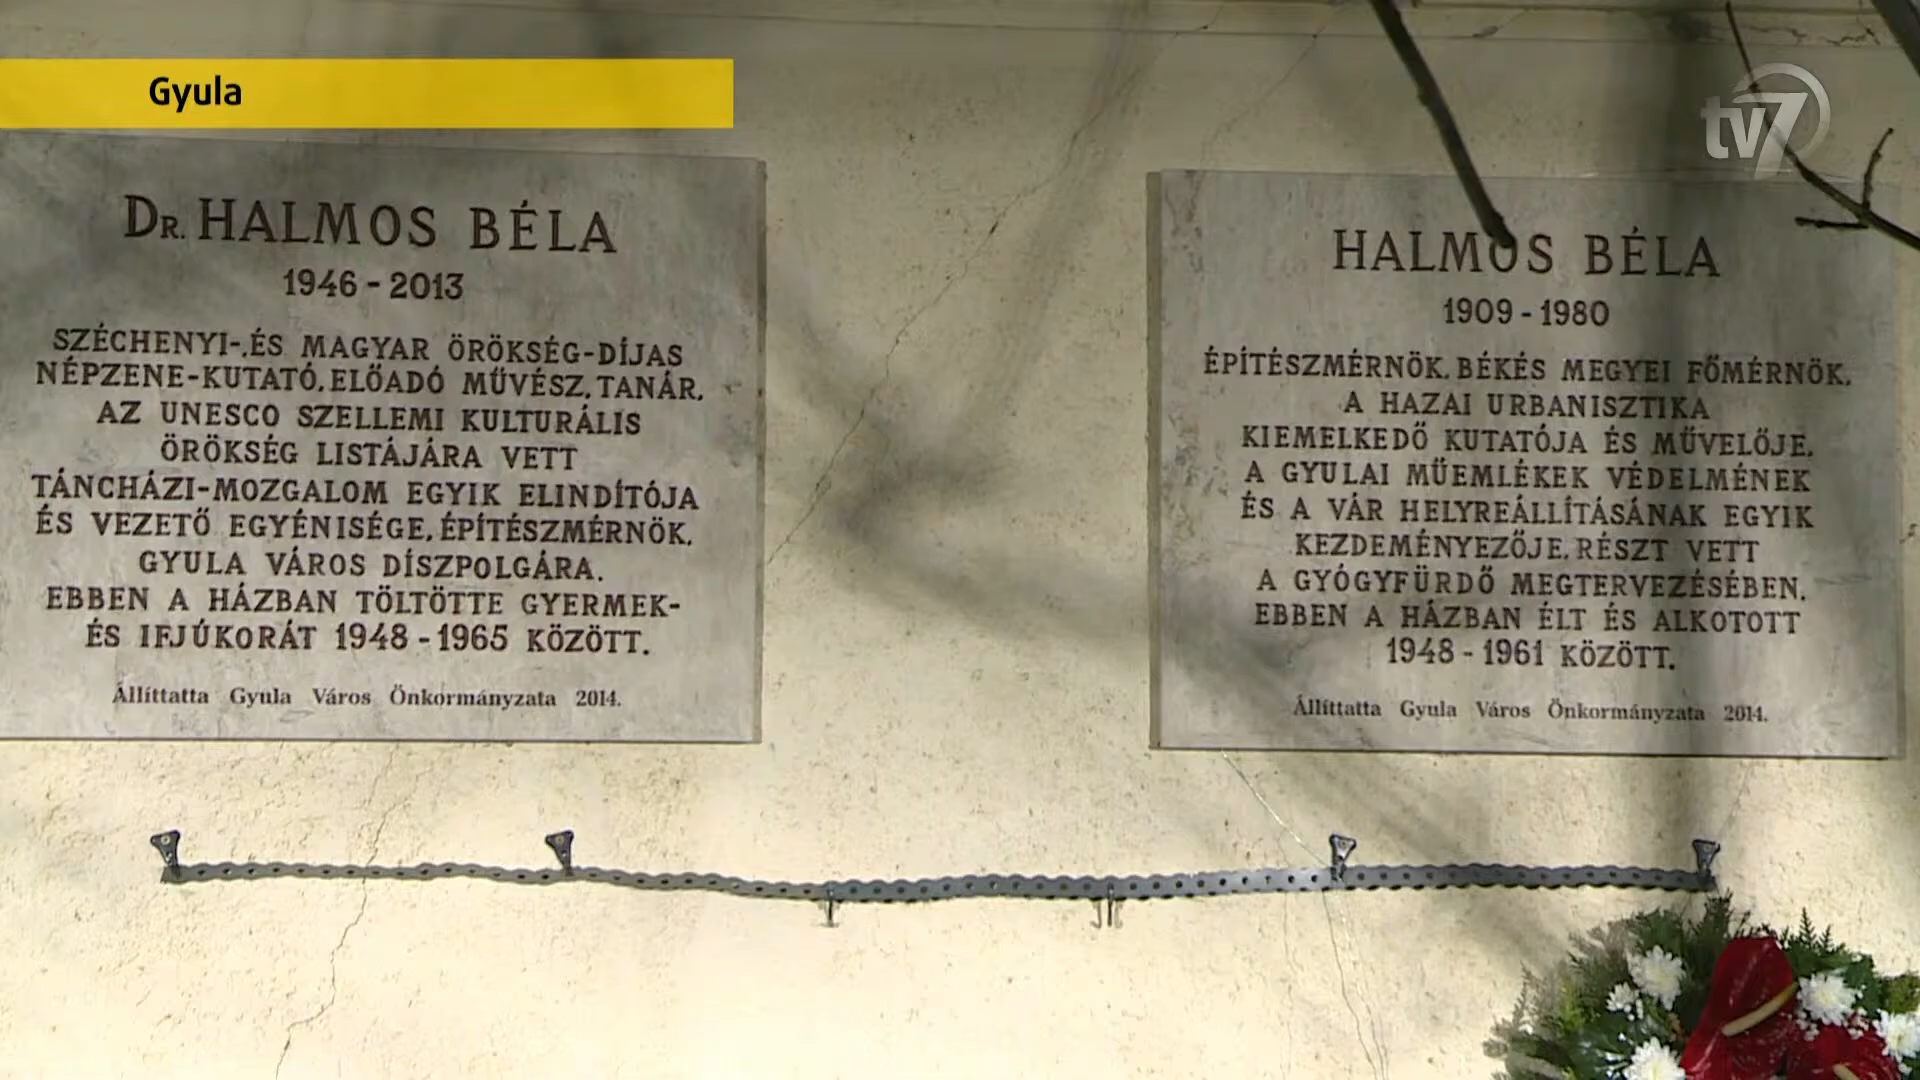 Gyula
tv7
DR. HALMOS BÉLA
1946 - 2013
SZÉCHENYI- ÉS MAGYAR ÖRÖKSÉG-DÍJAS
NÉPZENE-KUTATÓ, ELŐADÓ MŰVÉSZ, TANÁR,
AZ UNESCO SZELLEMI KULTURÁLIS
ÖRÖKSÉG LISTÁJÁRA VETT
TÁNCHÁZI-MOZGALOM EGYIK ELINDÍTÓJA
ÉS VEZETŐ EGYÉNISÉGE, ÉPÍTÉSZMÉRNÖK,
GYULA VÁROS DÍSZPOLGÁRA.
EBBEN A HÁZBAN TÖLTÖTTE GYERMEK-
ÉS IFJÚKORÁT 1948 - 1965 KÖZÖTT.
Állíttatta Gyula Város Önkormányzata 2014.
HALMOS BÉLA
1909 - 1980
ÉPÍTÉSZMÉRNÖK, BÉKÉS MEGYEI FŐMÉRNÖK,
A HAZAI URBANISZTIKA
KIEMELKEDŐ KUTATÓJA ÉS MŰVELŐJE,
A GYULAI MŰEMLÉKEK VÉDELMÉNEK
ÉS A VÁR HELYREÁLLÍTÁSÁNAK EGYIK
KEZDEMÉNYEZŐJE, RÉSZT VETT
A GYÓGYFÜRDŐ MEGTERVEZÉSÉBEN.
EBBEN A HÁZBAN ÉLT ÉS ALKOTOTT
1948 - 1961 KÖZÖTT.
Állíttatta Gyula Város Önkormányzata 2014.